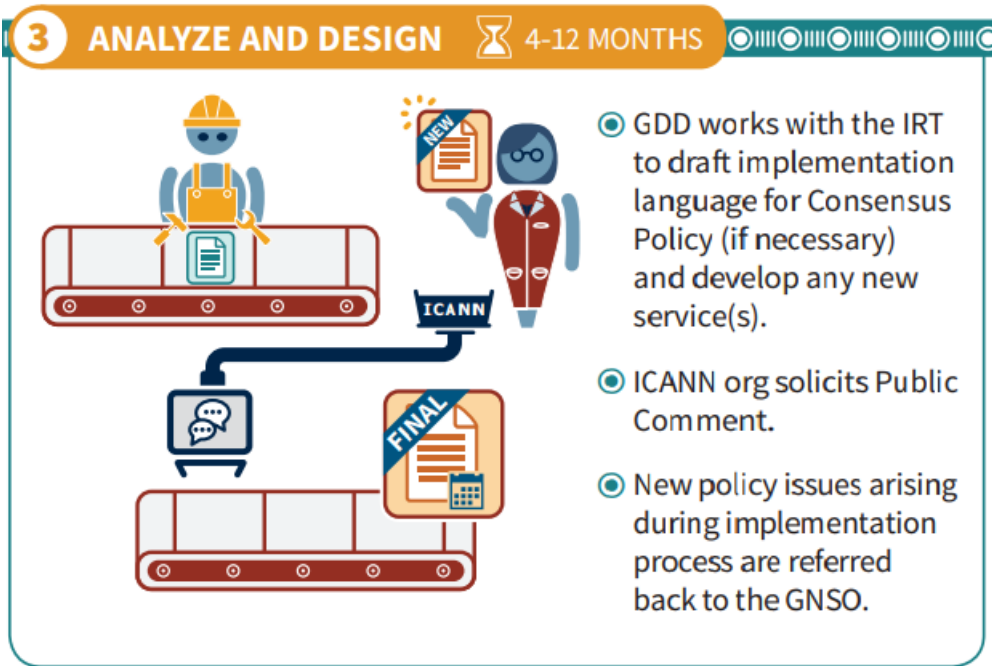 3 ANALYZE AND DESIGN 4-12 MONTHS
NEW
ICANN
FINAL
GDD works with the IRT
to draft implementation
language for Consensus
Policy (if necessary)
and develop any new
service(s).
ICANN org solicits Public
Comment.
New policy issues arising
during implementation
process are referred
back to the GNSO.